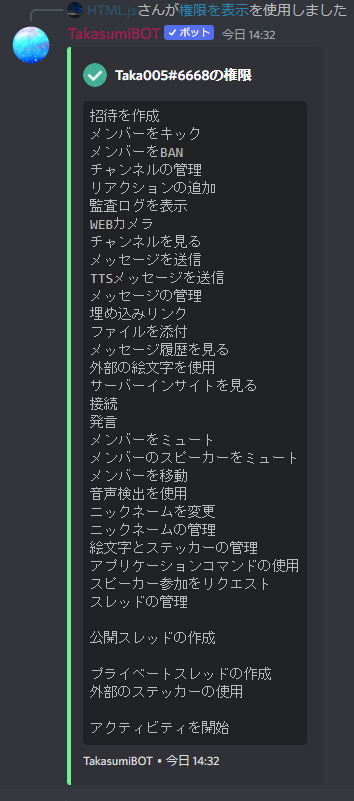 HTML.jsさんが権限を表示を使用しました
TakasumiBOT ✓ボット 今日 14:32
Taka005#6668の権限
招待を作成
メンバーをキック
メンバーをBAN
チャンネルの管理
リアクションの追加
監査ログを表示
WEBカメラ
チャンネルを見る
メッセージを送信
TTSメッセージを送信
メッセージの管理
埋め込みリンク
ファイルを添付
メッセージ履歴を見る
外部の絵文字を使用
サーバーインサイトを見る
接続
発言
メンバーをミュート
メンバーのスピーカーをミュート
メンバーを移動
音声検出を使用
ニックネームを変更
ニックネームの管理
絵文字とステッカーの管理
アプリケーションコマンドの使用
スピーカー参加をリクエスト
スレッドの管理
公開スレッドの作成
プライベートスレッドの作成
外部のステッカーの使用
アクティビティを開始
TakasumiBOT • 今日 14:32